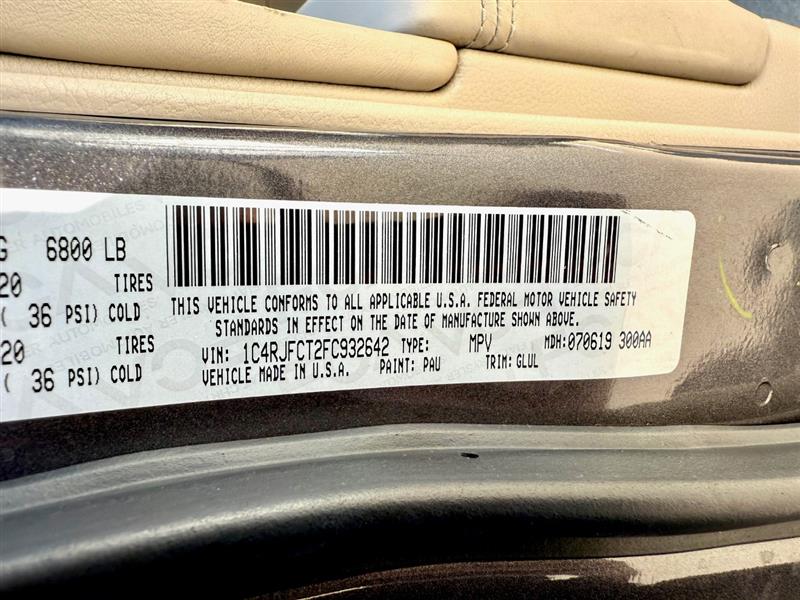 G 6800 LB
20 TIRES
( 36 PSI) COLD
20 TIRES
( 36 PSI) COLD
THIS VEHICLE CONFORMS TO ALL APPLICABLE U.S.A. FEDERAL MOTOR VEHICLE SAFETY
STANDARDS IN EFFECT ON THE DATE OF MANUFACTURE SHOWN ABOVE.
VIN: 1C4RJFCT2FC932642 TYPE: MPV MDH: 070619 300AA
VEHICLE MADE IN U.S.A. PAINT: PAU TRIM: GLUL